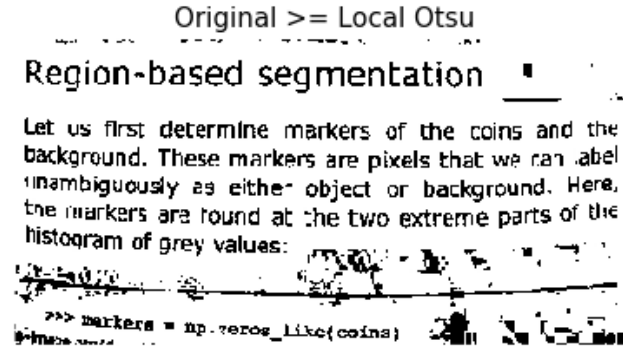 Original >= Local Otsu
Region-based segmentation
Let us first determine markers of the coins and the
background. These markers are pixels that we can label
unambiguously as either object or background. Here,
the markers are found at the two extreme parts of the
histogram of grey values:
>>> markers = np.zeros_like(coins)